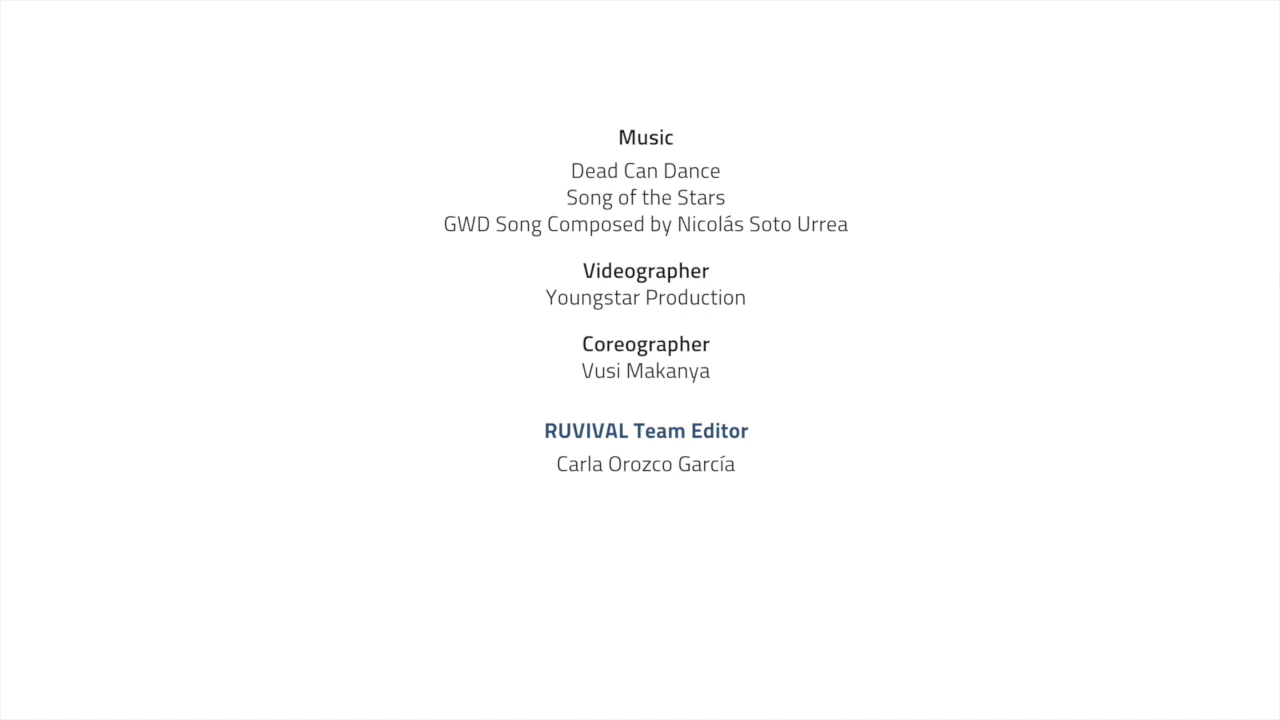 Music
Dead Can Dance
Song of the Stars
GWD Song Composed by Nicolás Soto Urrea
Videographer
Youngstar Production
Coreographer
Vusi Makanya
RUVIVAL Team Editor
Carla Orozco García